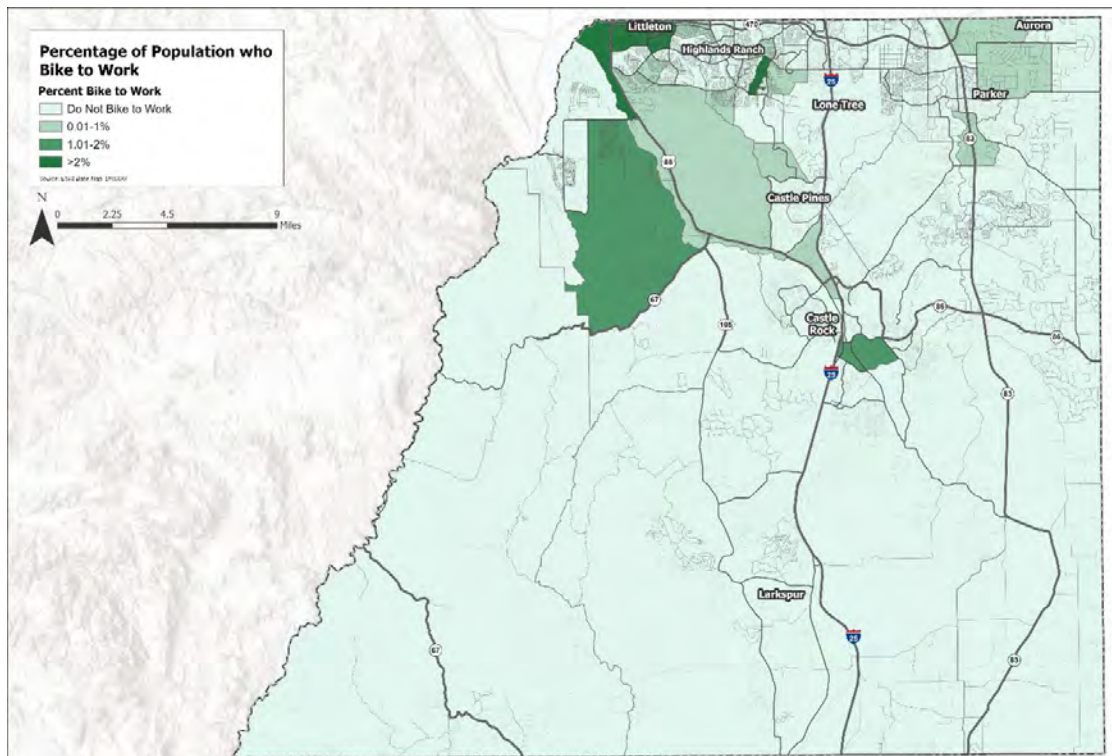 Percentage of Population who
Bike to Work
Percent Bike to Work
Do Not Bike to Work
0.01-1%
1.01-2%
>2%
N
0 2.25 4.5 9
Miles
Littleton
470
Aurora
Highlands Ranch
25
Lone Tree
Parker
83
Castle Pines
67
105
Castle
Rock
86
86
25
83
Larkspur
25
67
83